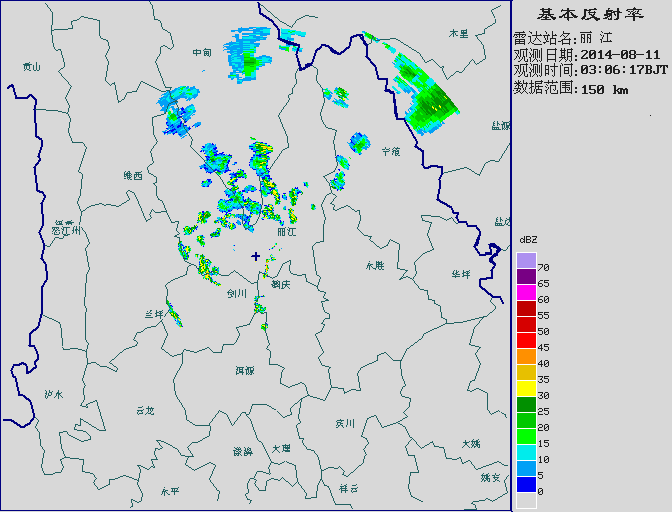 基本反射率
雷达站名:丽 江
观测日期:2014-08-11
观测时间:03:06:17BJT
数据范围:150 km
木里
中甸
贡山
盐源
宁蒗
维西
盐边
怒江州
丽江
永胜
华坪
剑川
鹤庆
兰坪
洱源
泸水
云龙
宾川
大姚
漾濞
大理
姚安
永平
祥云
dBZ
70
65
60
55
50
45
40
35
30
25
20
15
10
5
0